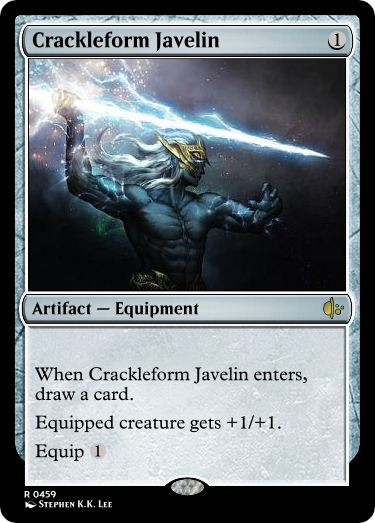 Crackleform Javelin 1
Artifact — Equipment
When Crackleform Javelin enters,
draw a card.
Equipped creature gets +1/+1.
Equip 1
R 0459
Stephen K.K. Lee